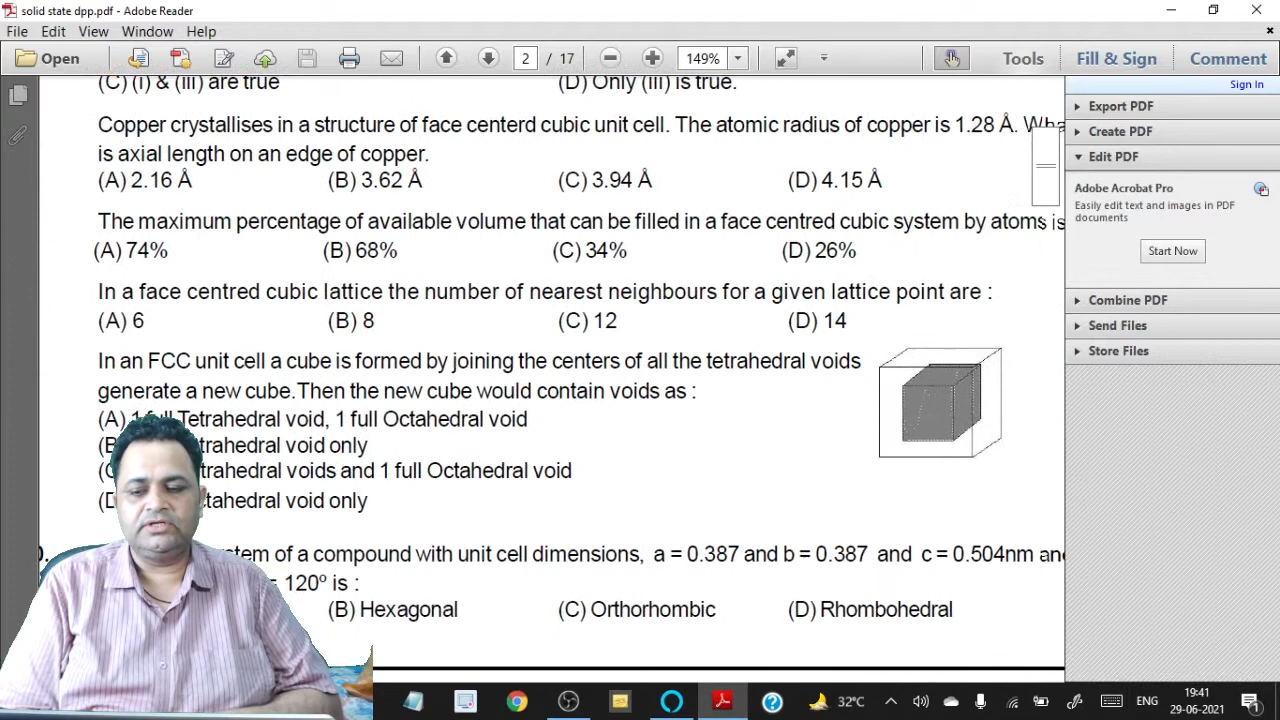 solid state dpp.pdf - Adobe Reader
File Edit View Window Help
Open 2 / 17 149% Tools Fill & Sign Comment
Sign In
(C) (I) & (III) are true (D) Only (III) is true.
Copper crystallises in a structure of face centerd cubic unit cell. The atomic radius of copper is 1.28 Å.
is axial length on an edge of copper.
(A) 2.16 Å (B) 3.62 Å (C) 3.94 Å (D) 4.15 Å
The maximum percentage of available volume that can be filled in a face centred cubic system by atoms is
(A) 74% (B) 68% (C) 34% (D) 26%
In a face centred cubic lattice the number of nearest neighbours for a given lattice point are :
(A) 6 (B) 8 (C) 12 (D) 14
In an FCC unit cell a cube is formed by joining the centers of all the tetrahedral voids
generate a new cube.Then the new cube would contain voids as :
(A) 1 full Tetrahedral void, 1 full Octahedral void
void only
voids and 1 full Octahedral void
void only
of a compound with unit cell dimensions, a = 0.387 and b = 0.387 and c = 0.504nm
= 120º is :
(B) Hexagonal (C) Orthorhombic (D) Rhombohedral
Export PDF
Create PDF
Edit PDF
Adobe Acrobat Pro
Easily edit text and images in PDF
documents
Start Now
Combine PDF
Send Files
Store Files
32°C ENG 19:41
29-06-2021